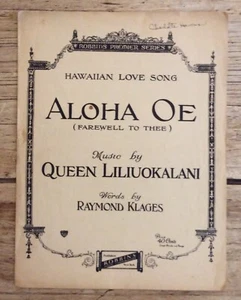 ROBBINS PREMIER SERIES
HAWAIIAN LOVE SONG
ALOHA OE
(FAREWELL TO THEE)
Music by
QUEEN LILIUOKALANI
Words by
RAYMOND KLAGES
ROBBINS